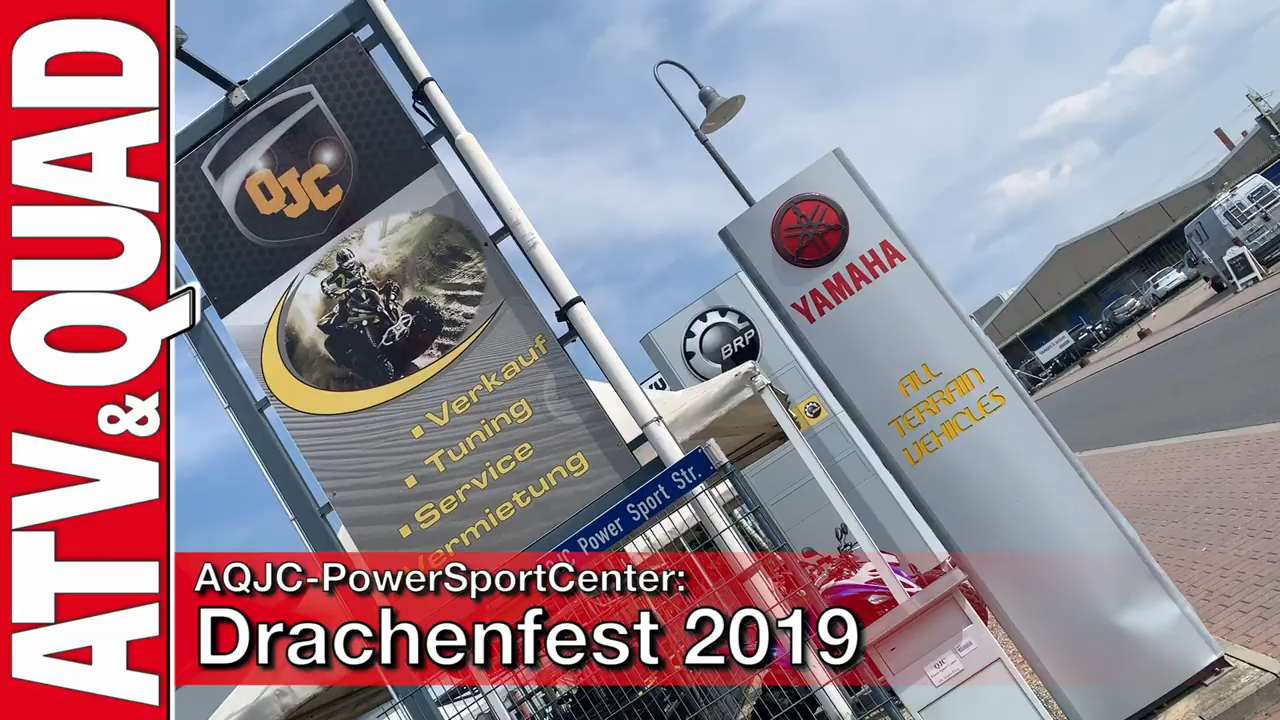 ATV&QUAD
QJC
• Verkauf
• Tuning
• Service
Vermietung
Power Sport Str.
BRP
YAMAHA
ALL
TERRAIN
VEHICLES
AQJC-PowerSportCenter:
Drachenfest 2019
QJC